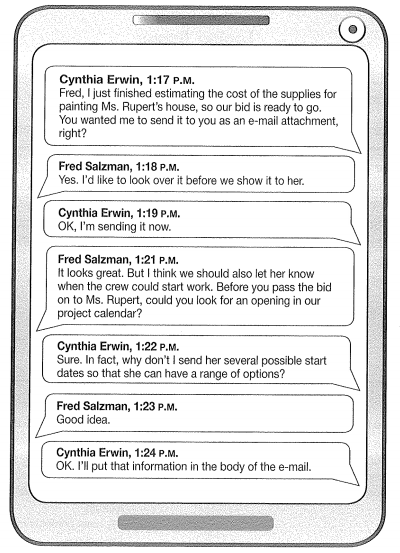 Cynthia Erwin, 1:17 P.M.
Fred, I just finished estimating the cost of the supplies for
painting Ms. Rupert's house, so our bid is ready to go.
You wanted me to send it to you as an e-mail attachment,
right?
Fred Salzman, 1:18 P.M.
Yes. I'd like to look over it before we show it to her.
Cynthia Erwin, 1:19 P.M.
OK, I'm sending it now.
Fred Salzman, 1:21 P.M.
It looks great. But I think we should also let her know
when the crew could start work. Before you pass the bid
on to Ms. Rupert, could you look for an opening in our
project calendar?
Cynthia Erwin, 1:22 P.M.
Sure. In fact, why don't I send her several possible start
dates so that she can have a range of options?
Fred Salzman, 1:23 P.M.
Good idea.
Cynthia Erwin, 1:24 P.M.
OK. I'll put that information in the body of the e-mail.